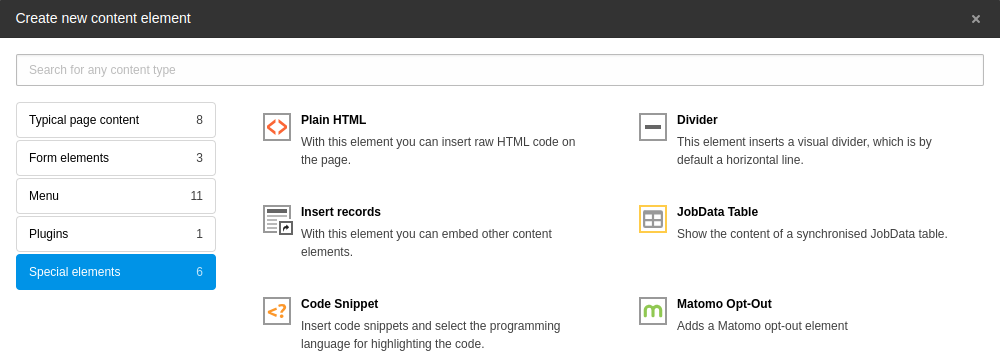 Create new content element ×
Search for any content type
Typical page content 8
Form elements 3
Menu 11
Plugins 1
Special elements 6
Plain HTML
With this element you can insert raw HTML code on
the page.
Divider
This element inserts a visual divider, which is by
default a horizontal line.
Insert records
With this element you can embed other content
elements.
JobData Table
Show the content of a synchronised JobData table.
<?
Code Snippet
Insert code snippets and select the programming
language for highlighting the code.
Matomo Opt-Out
Adds a Matomo opt-out element